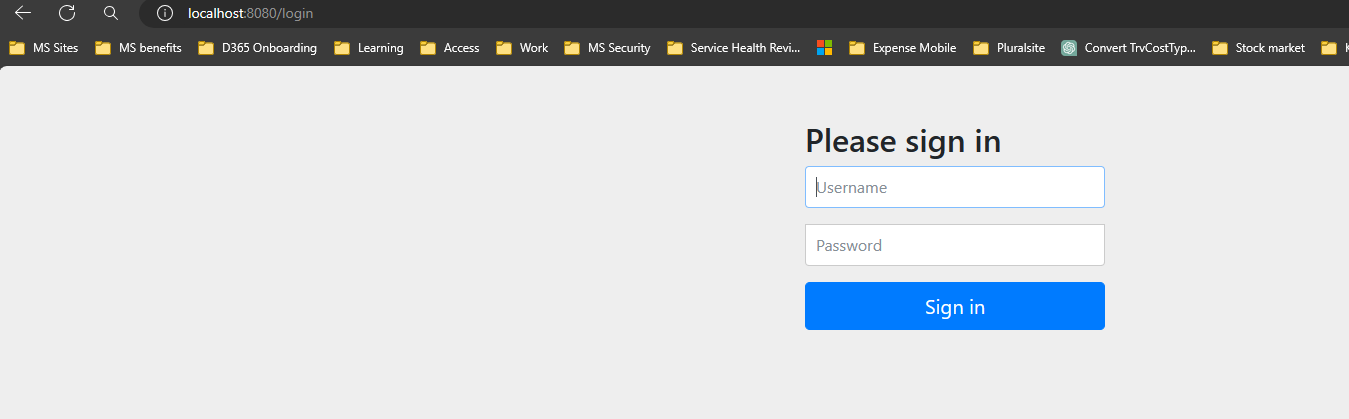 localhost:8080/login
MS Sites MS benefits D365 Onboarding Learning Access Work MS Security Service Health Revi... Expense Mobile Pluralsite Convert TrvCostTyp... Stock market K
Please sign in
Username
Password
Sign in